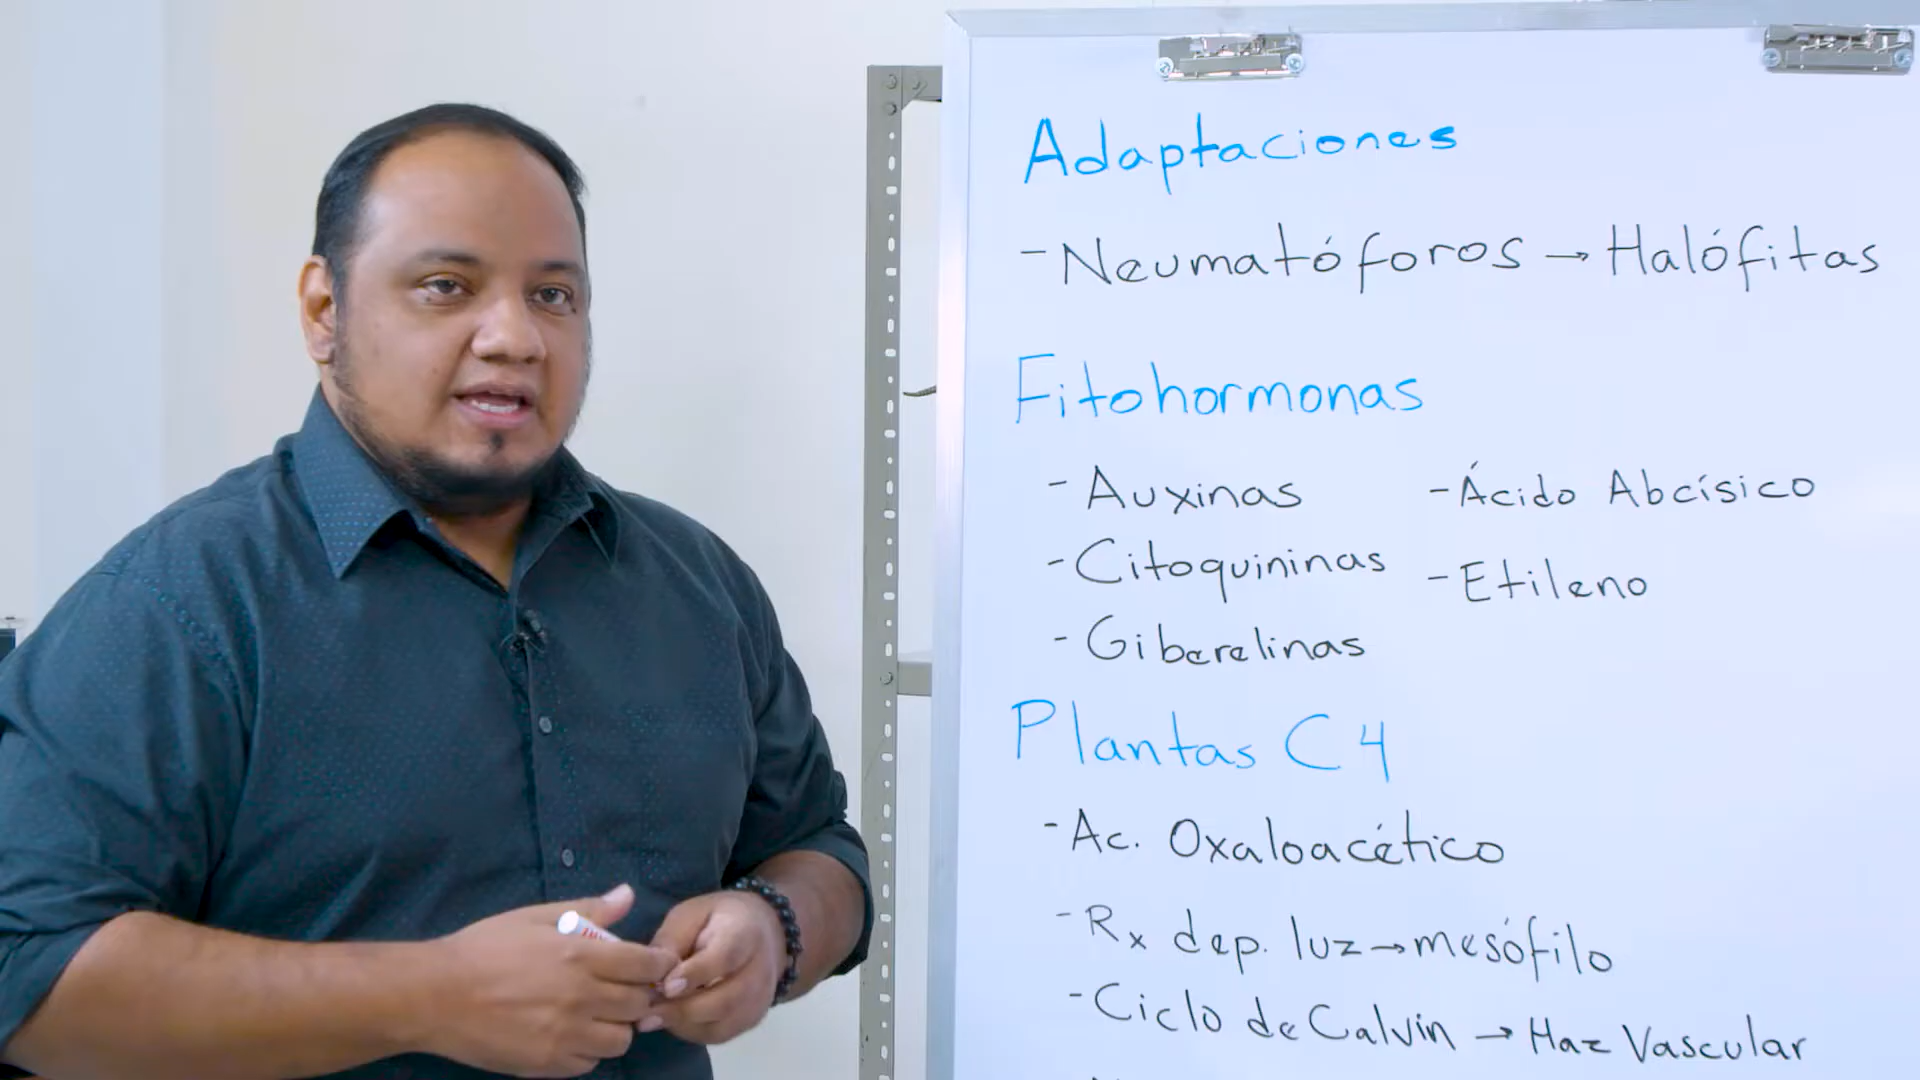 Adaptaciones
- Neumatóforos → Halófitas
Fitohormonas
- Auxinas
- Citoquininas
- Giberelinas
- Ácido Abcísico
- Etileno
Plantas C4
- Ac. Oxaloacético
- Rx dep. luz → mesófilo
- Ciclo de Calvin → Haz Vascular